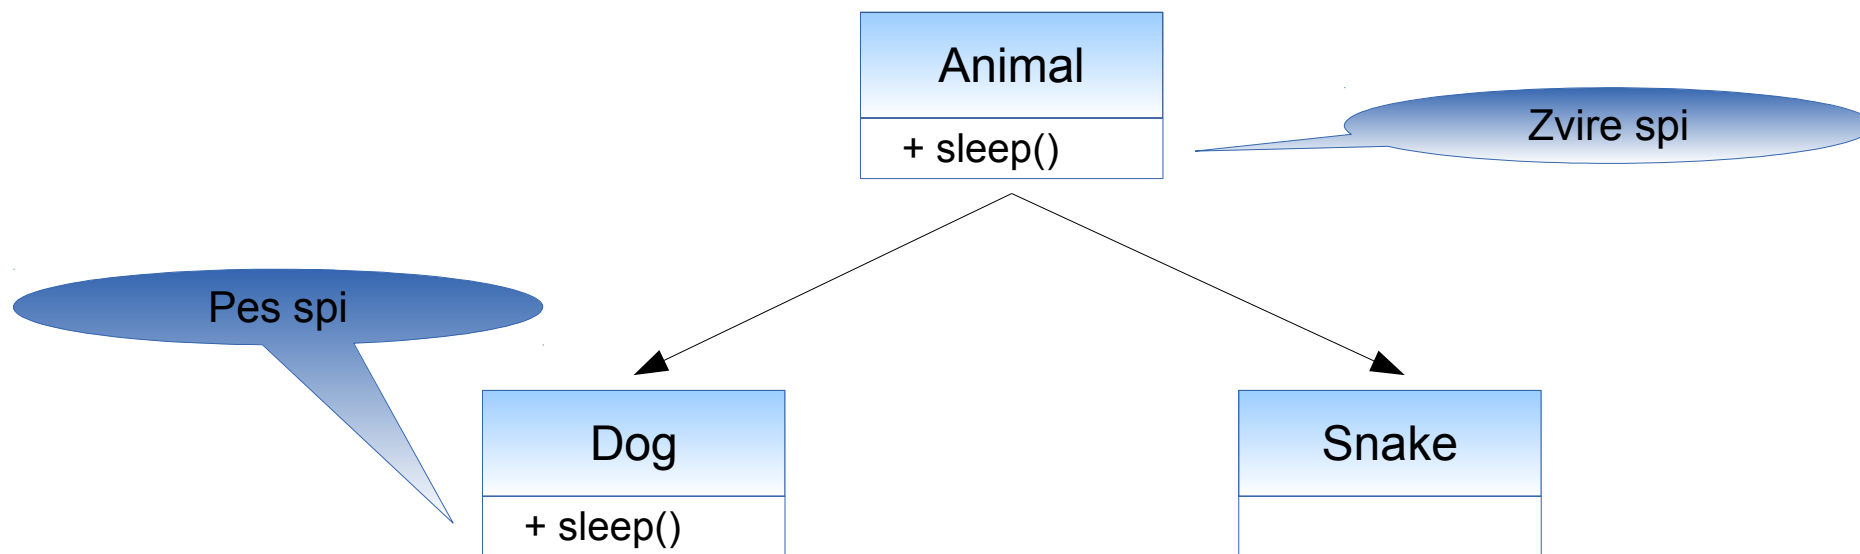 Animal
+ sleep()
Zvire spi
Pes spi
Dog
+ sleep()
Snake